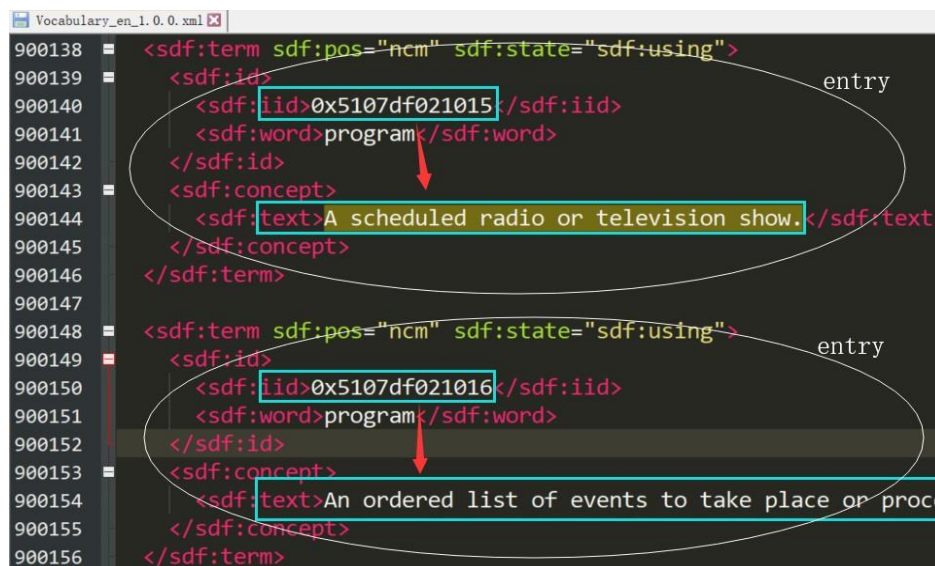 Vocabulary_en_1.0.0.xml
900138 <sdf:term sdf:pos="ncm" sdf:state="sdf:using">
900139 <sdf:id>
entry
900140 <sdf:iid>0x5107df021015</sdf:iid>
900141 <sdf:word>program</sdf:word>
900142 </sdf:id>
900143 <sdf:concept>
900144 <sdf:text>A scheduled radio or television show.</sdf:text
900145 </sdf:concept>
900146 </sdf:term>
900147
900148 <sdf:term sdf:pos="ncm" sdf:state="sdf:using">
entry
900149 <sdf:id>
900150 <sdf:iid>0x5107df021016</sdf:iid>
900151 <sdf:word>program</sdf:word>
900152 </sdf:id>
900153 <sdf:concept>
900154 <sdf:text>An ordered list of events to take place or proc
900155 </sdf:concept>
900156 </sdf:term>